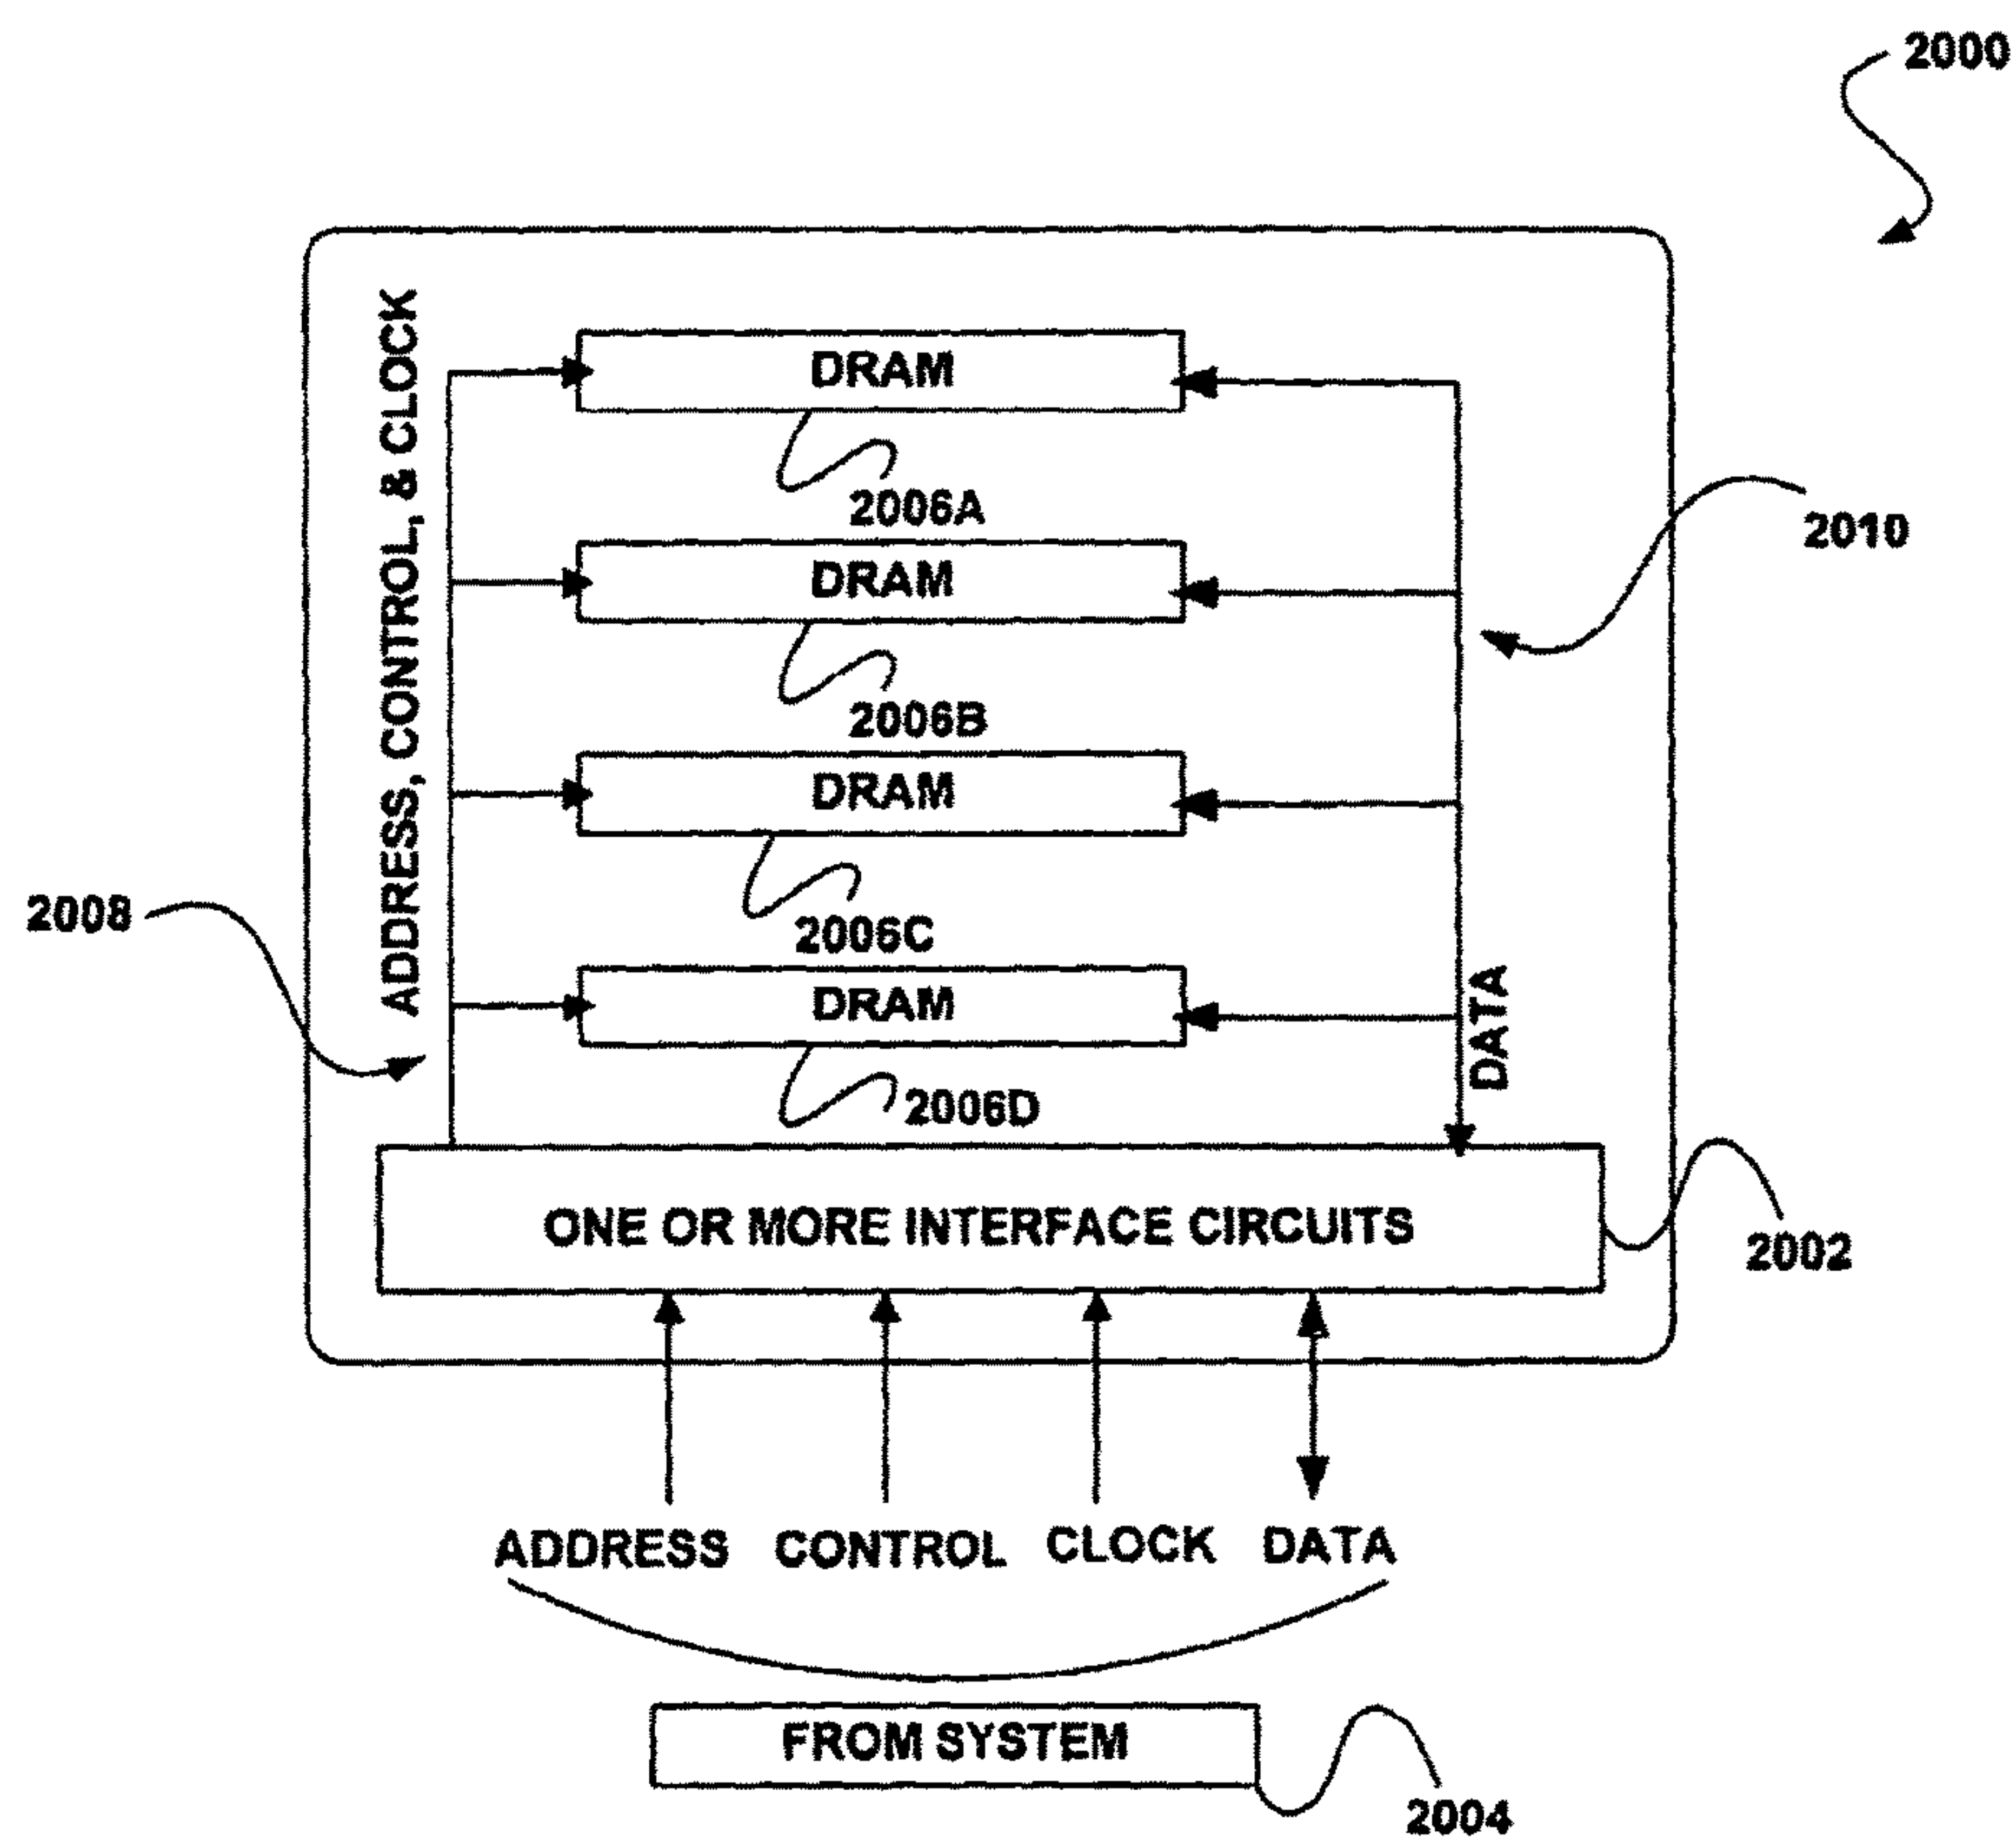 2000
ADDRESS, CONTROL, & CLOCK
DRAM
2006A
2010
DRAM
2006B
DRAM
2008
2006C
DRAM
DATA
2006D
ONE OR MORE INTERFACE CIRCUITS
2002
ADDRESS CONTROL CLOCK DATA
FROM SYSTEM
2004